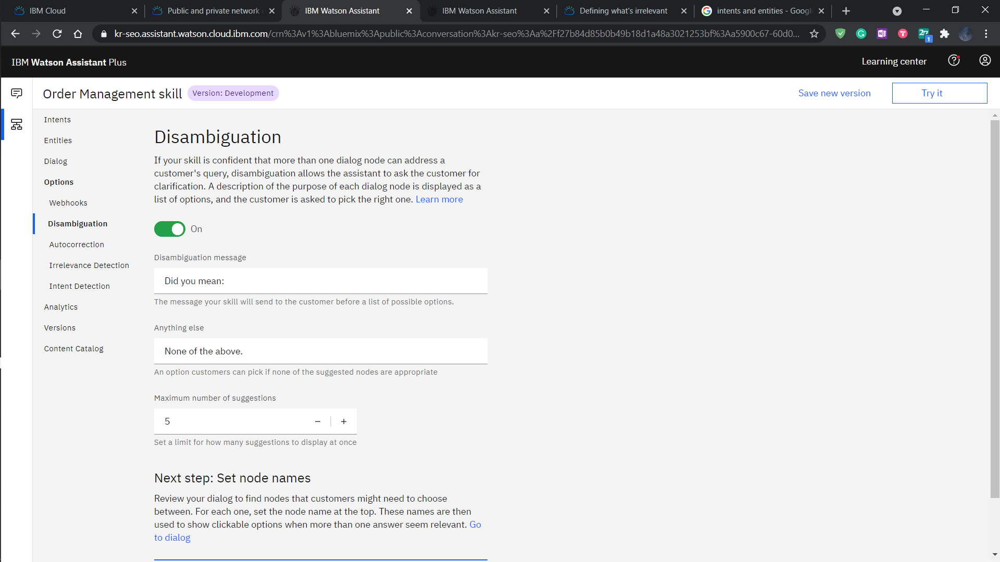 IBM Cloud
Public and private network
IBM Watson Assistant
IBM Watson Assistant
Defining what's irrelevant
intents and entities - Google
kr-seo.assistant.watson.cloud.ibm.com/crn%3Av1%3Abluemix%3Apublic%3Aconversation%3Akr-seo%3Aa%2Ff27b84d85b0b49b18d1a48a3021253bf%3Aa5900c67-60d0...
1
IBM Watson Assistant Plus
Learning center
Order Management skill
Version: Development
Save new version
Try it
Intents
Entities
Dialog
Options
Webhooks
Disambiguation
Autocorrection
Irrelevance Detection
Intent Detection
Analytics
Versions
Content Catalog
Disambiguation
If your skill is confident that more than one dialog node can address a
customer's query, disambiguation allows the assistant to ask the customer for
clarification. A description of the purpose of each dialog node is displayed as a
list of options, and the customer is asked to pick the right one. Learn more
On
Disambiguation message
Did you mean:
The message your skill will send to the customer before a list of possible options.
Anything else
None of the above.
An option customers can pick if none of the suggested nodes are appropriate
Maximum number of suggestions
5
Set a limit for how many suggestions to display at once
Next step: Set node names
Review your dialog to find nodes that customers might need to choose
between. For each one, set the node name at the top. These names are then
used to show clickable options when more than one answer seem relevant. Go
to dialog